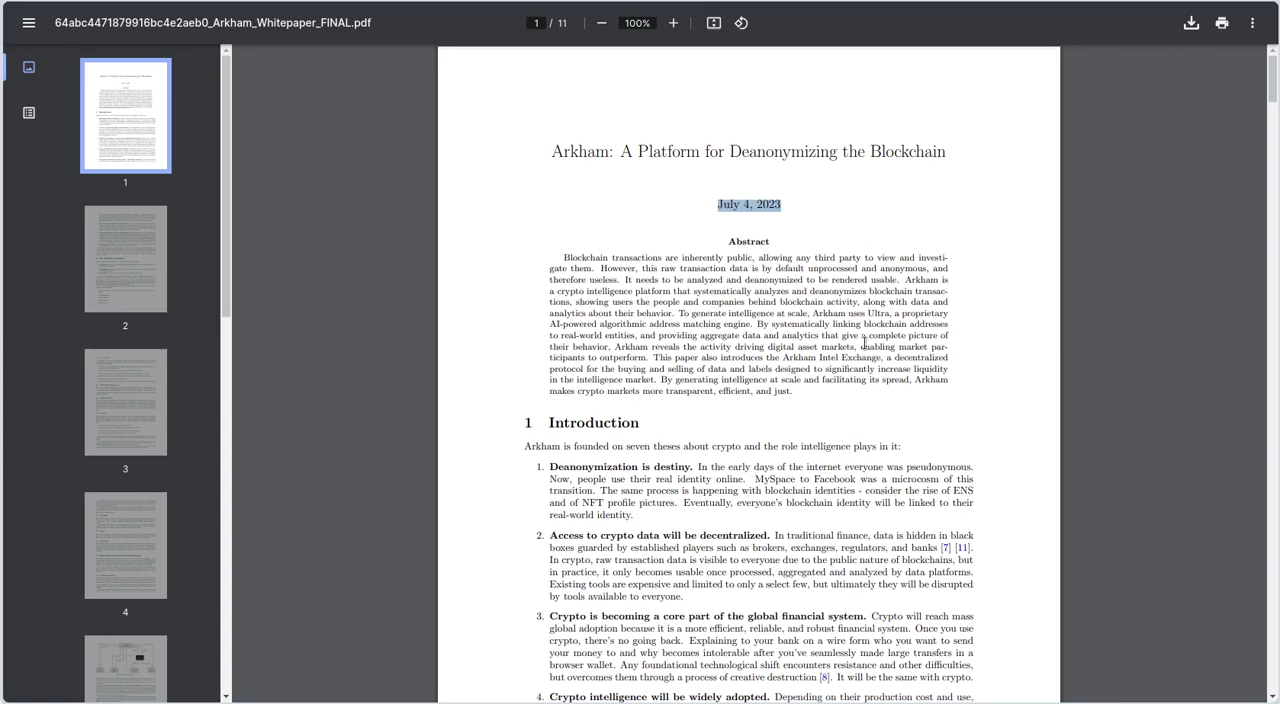 64abc4471879916bc4e2aeb0_Arkham_Whitepaper_FINAL.pdf
1 / 11
100%
1
2
3
4
Arkham: A Platform for Deanonymizing the Blockchain
July 4, 2023
Abstract
Blockchain transactions are inherently public, allowing any third party to view and investi-
gate them. However, this raw transaction data is by default unprocessed and anonymous, and
therefore useless. It needs to be analyzed and deanonymized to be rendered usable. Arkham is
a crypto intelligence platform that systematically analyzes and deanonymizes blockchain transac-
tions, showing users the people and companies behind blockchain activity, along with data and
analytics about their behavior. To generate intelligence at scale, Arkham uses Ultra, a proprietary
AI-powered algorithmic address matching engine. By systematically linking blockchain addresses
to real-world entities, and providing aggregate data and analytics that give a complete picture of
their behavior, Arkham reveals the activity driving digital asset markets, enabling market par-
ticipants to outperform. This paper also introduces the Arkham Intel Exchange, a decentralized
protocol for the buying and selling of data and labels designed to significantly increase liquidity
in the intelligence market. By generating intelligence at scale and facilitating its spread, Arkham
makes crypto markets more transparent, efficient, and just.
1 Introduction
Arkham is founded on seven theses about crypto and the role intelligence plays in it:
1. Deanonymization is destiny. In the early days of the internet everyone was pseudonymous.
Now, people use their real identity online. MySpace to Facebook was a microcosm of this
transition. The same process is happening with blockchain identities - consider the rise of ENS
and of NFT profile pictures. Eventually, everyone's blockchain identity will be linked to their
real-world identity.
2. Access to crypto data will be decentralized. In traditional finance, data is hidden in black
boxes guarded by established players such as brokers, exchanges, regulators, and banks [7] [11].
In crypto, raw transaction data is visible to everyone due to the public nature of blockchains, but
in practice, it only becomes usable once processed, aggregated and analyzed by data platforms.
Existing tools are expensive and limited to only a select few, but ultimately they will be disrupted
by tools available to everyone.
3. Crypto is becoming a core part of the global financial system. Crypto will reach mass
global adoption because it is a more efficient, reliable, and robust financial system. Once you use
crypto, there's no going back. Explaining to your bank on a wire form who you want to send
your money to and why becomes intolerable after you've seamlessly made large transfers in a
browser wallet. Any foundational technological shift encounters resistance and other difficulties,
but overcomes them through a process of creative destruction [8]. It will be the same with crypto.
4. Crypto intelligence will be widely adopted. Depending on their production cost and use,